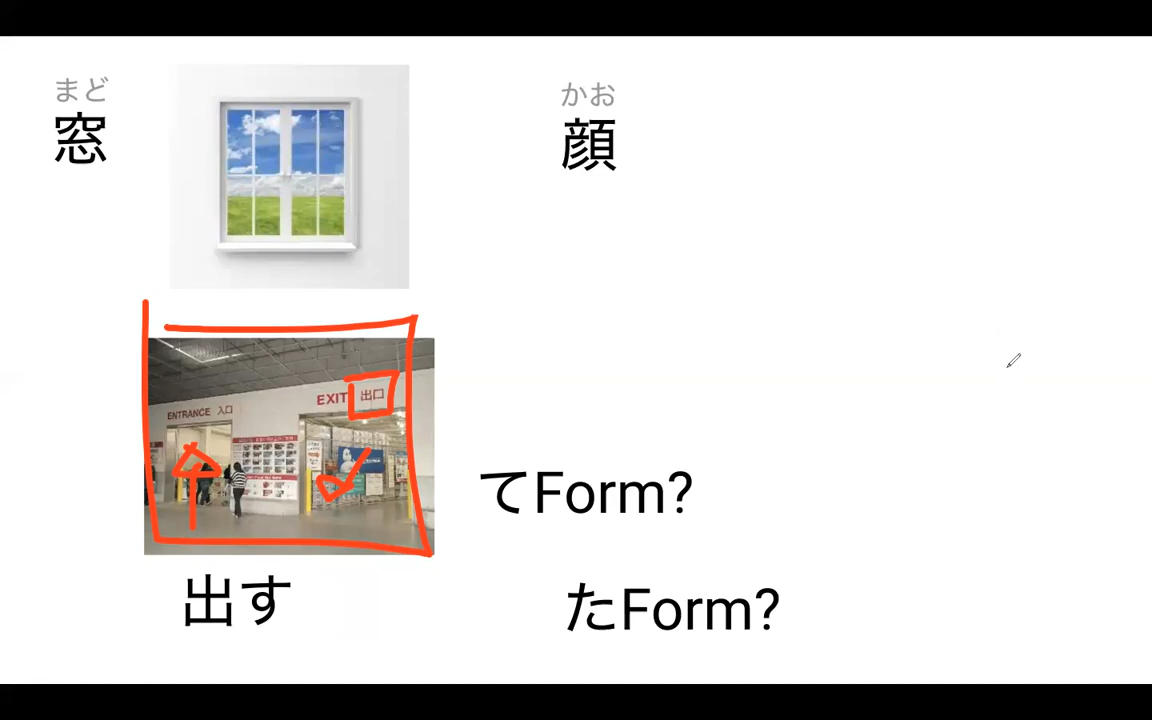 まど
窓
かお
顔
ENTRANCE 入口
EXIT 出口
てForm?
出す
たForm?